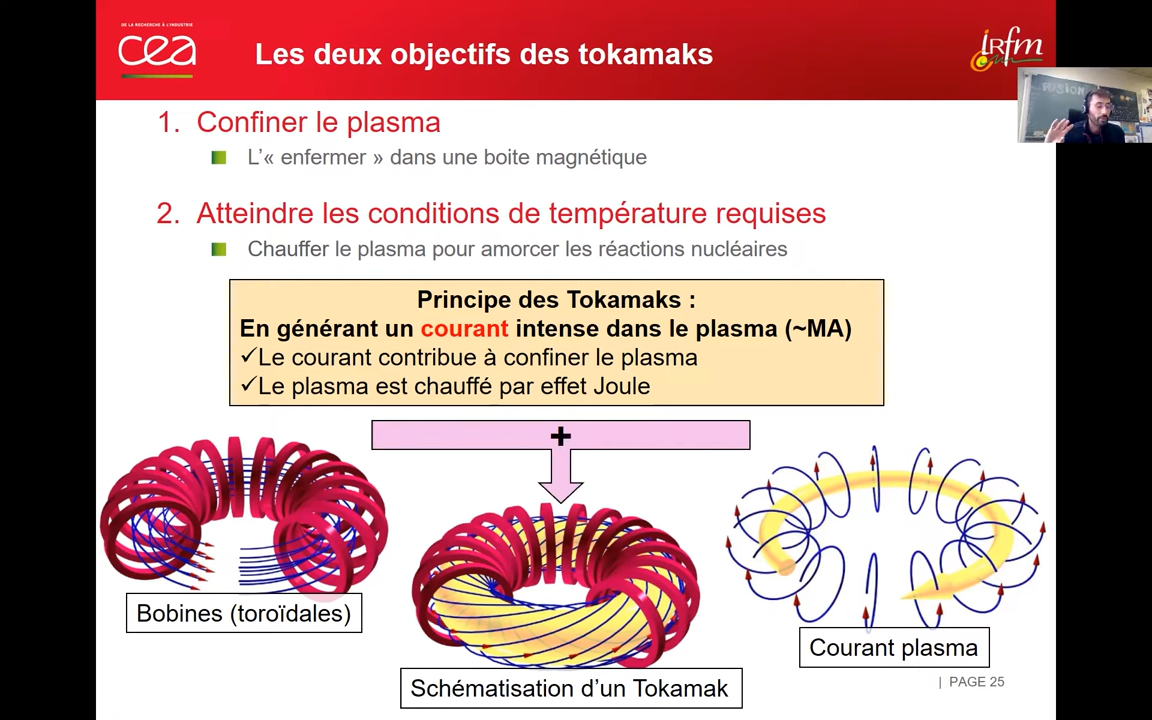 DE LA RECHERCHE À L'INDUSTRIE
cea
Les deux objectifs des tokamaks
irfm
FUSION
1. Confiner le plasma
L'« enfermer » dans une boite magnétique
2. Atteindre les conditions de température requises
Chauffer le plasma pour amorcer les réactions nucléaires
Principe des Tokamaks :
En générant un courant intense dans le plasma (~MA)
✓Le courant contribue à confiner le plasma
✓Le plasma est chauffé par effet Joule
+
Bobines (toroïdales)
Schématisation d'un Tokamak
Courant plasma
| PAGE 25